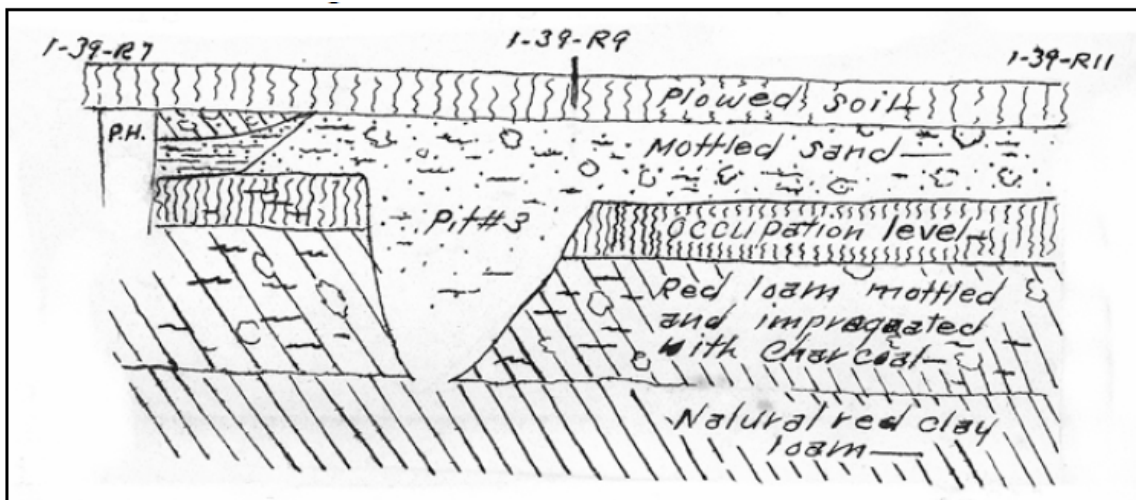 1-39-R7
1-39-R9
1-39-R11
Plowed soil
P.H.
Mottled sand
Pit#3
Occupation level
Red loam mottled
and impregnated
with charcoal
Natural red clay
loam